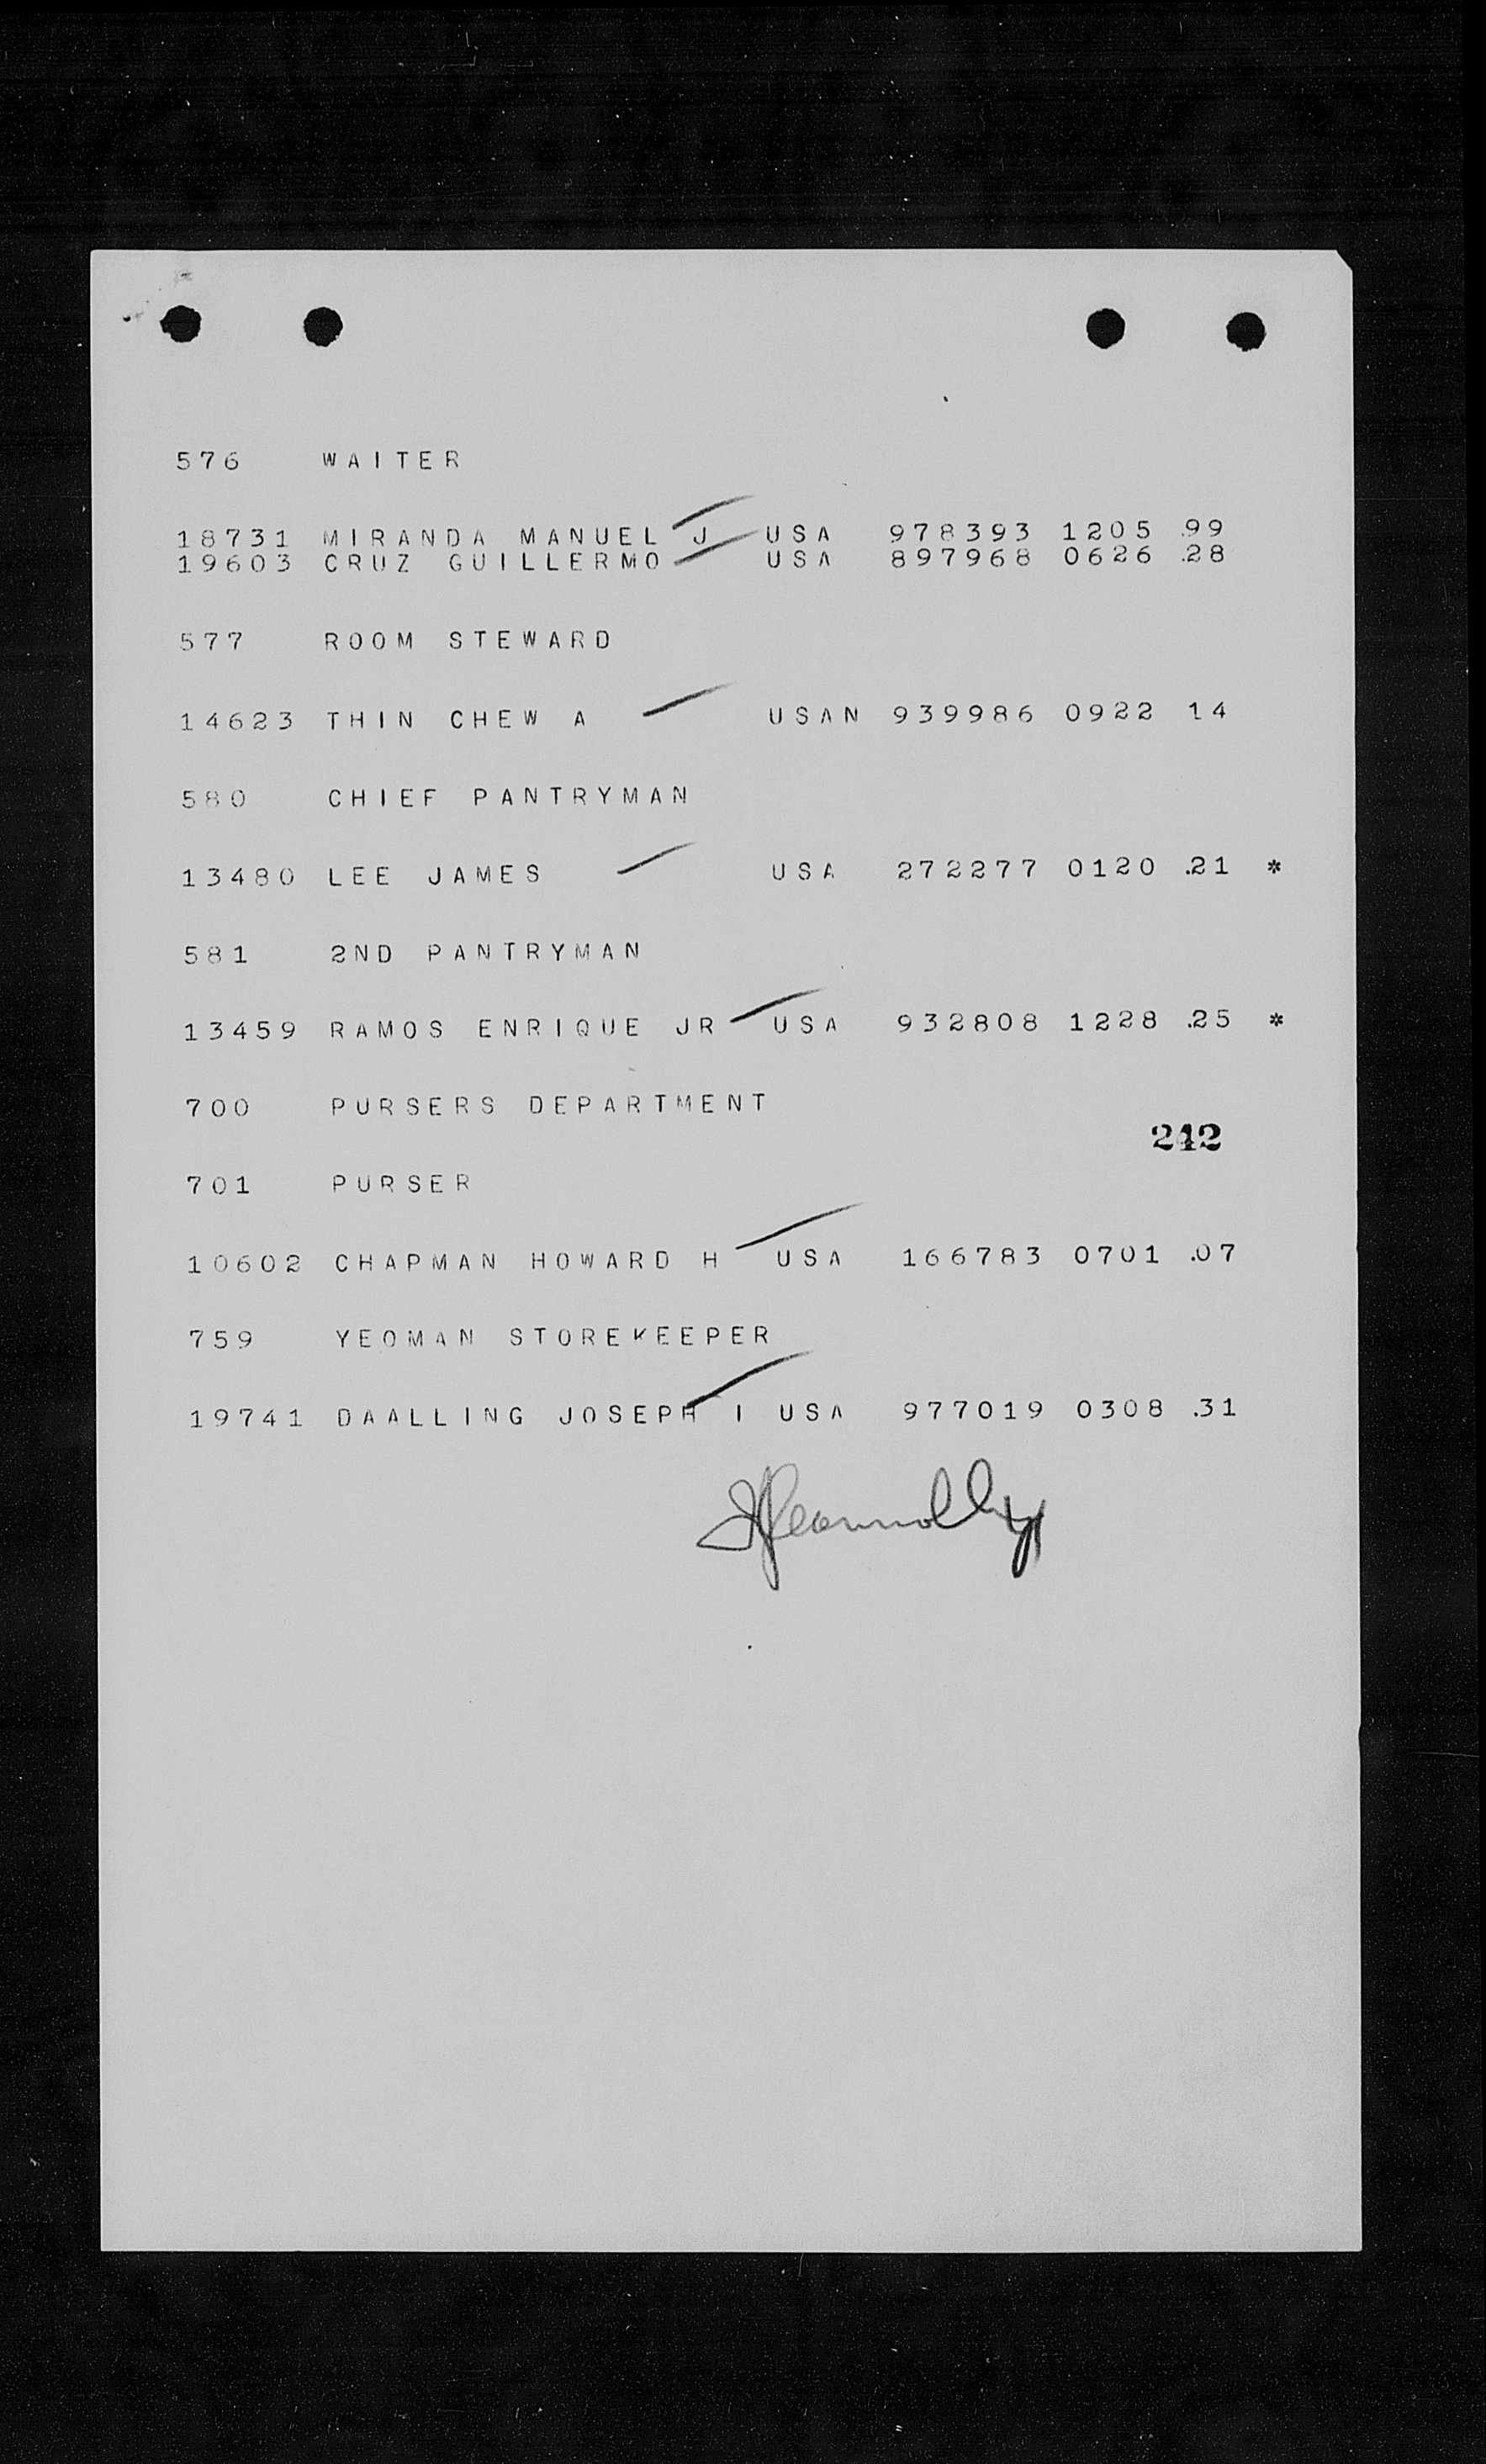 576 WAITER
18731 MIRANDA MANUEL J USA 978393 1205 .99
19603 CRUZ GUILLERMO USA 897968 0626 .28
577 ROOM STEWARD
14623 THIN CHEW A USAN 939986 0922 14
580 CHIEF PANTRYMAN
13480 LEE JAMES USA 272277 0120 .21 *
581 2ND PANTRYMAN
13459 RAMOS ENRIQUE JR USA 932808 1228 .25 *
700 PURSERS DEPARTMENT
242
701 PURSER
10602 CHAPMAN HOWARD H USA 166783 0701 .07
759 YEOMAN STOREKEEPER
19741 DAALLING JOSEPH I USA 977019 0308 .31